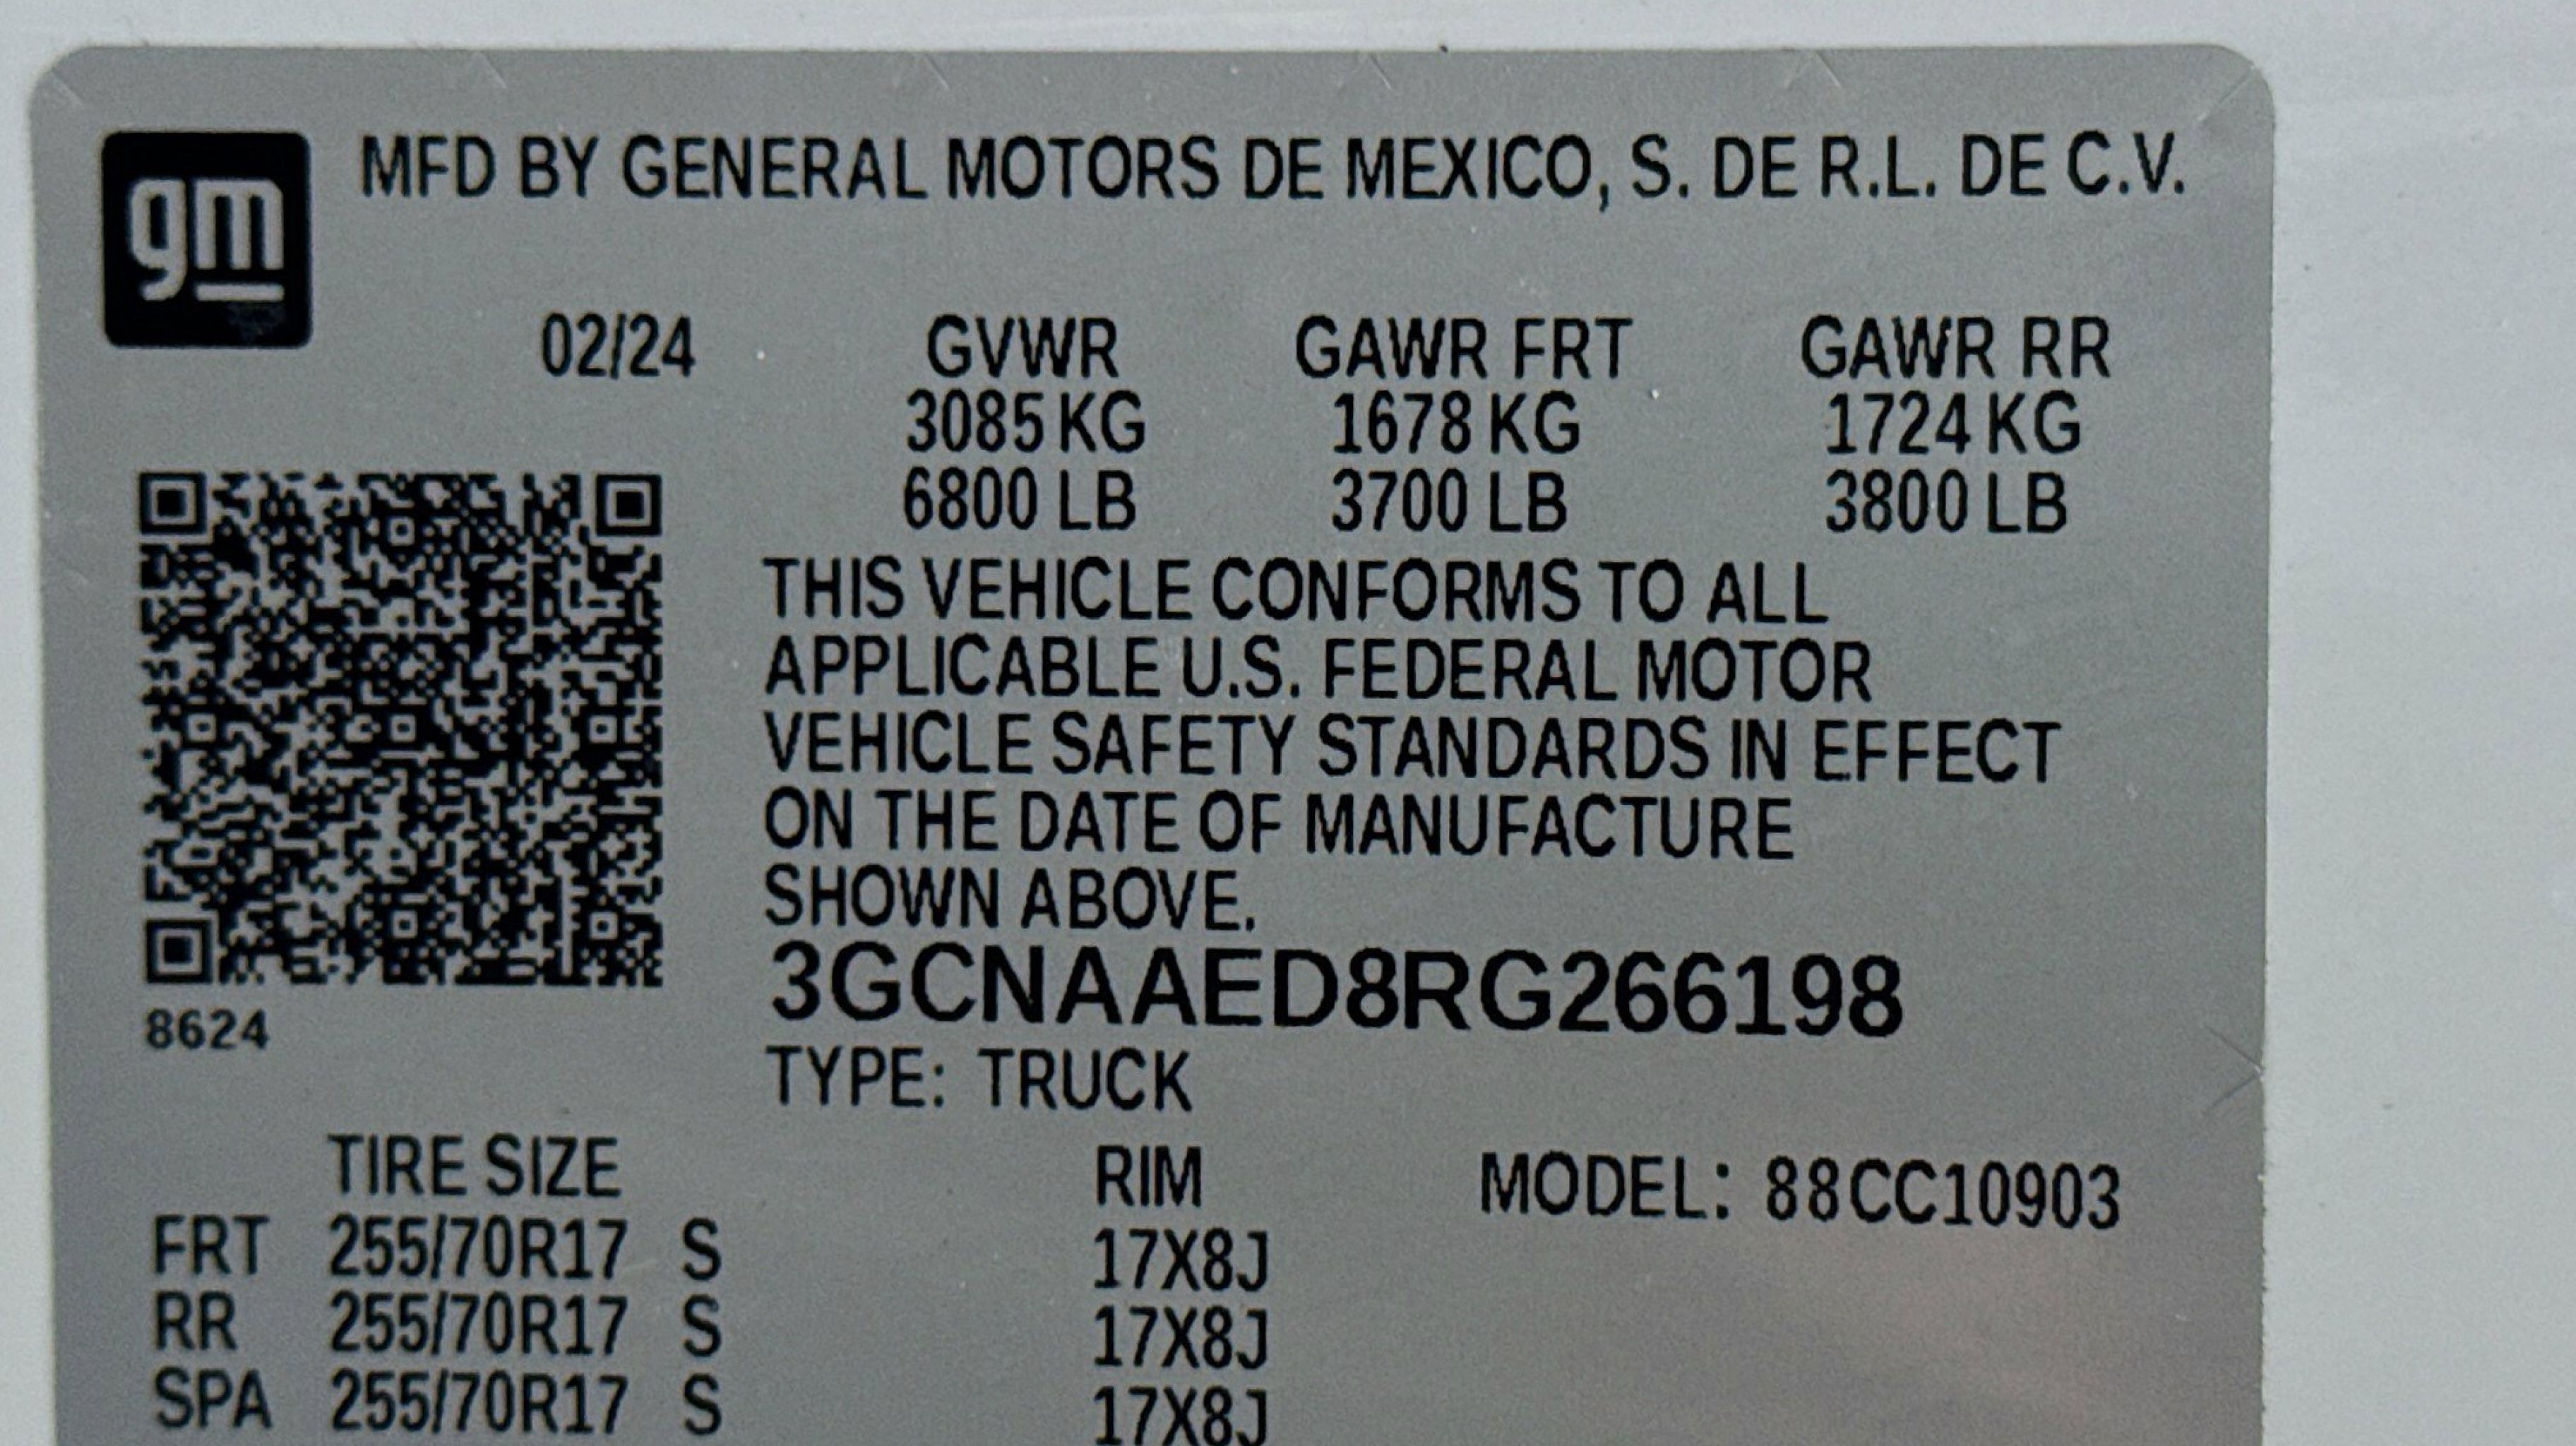 gm MFD BY GENERAL MOTORS DE MEXICO, S. DE R.L. DE C.V.
02/24 GVWR GAWR FRT GAWR RR
3085 KG 1678 KG 1724 KG
6800 LB 3700 LB 3800 LB
THIS VEHICLE CONFORMS TO ALL
APPLICABLE U.S. FEDERAL MOTOR
VEHICLE SAFETY STANDARDS IN EFFECT
ON THE DATE OF MANUFACTURE
SHOWN ABOVE.
3GCNAAED8RG266198
8624
TYPE: TRUCK
TIRE SIZE RIM MODEL: 88CC10903
FRT 255/70R17 S 17X8J
RR 255/70R17 S 17X8J
SPA 255/70R17 S 17X8J